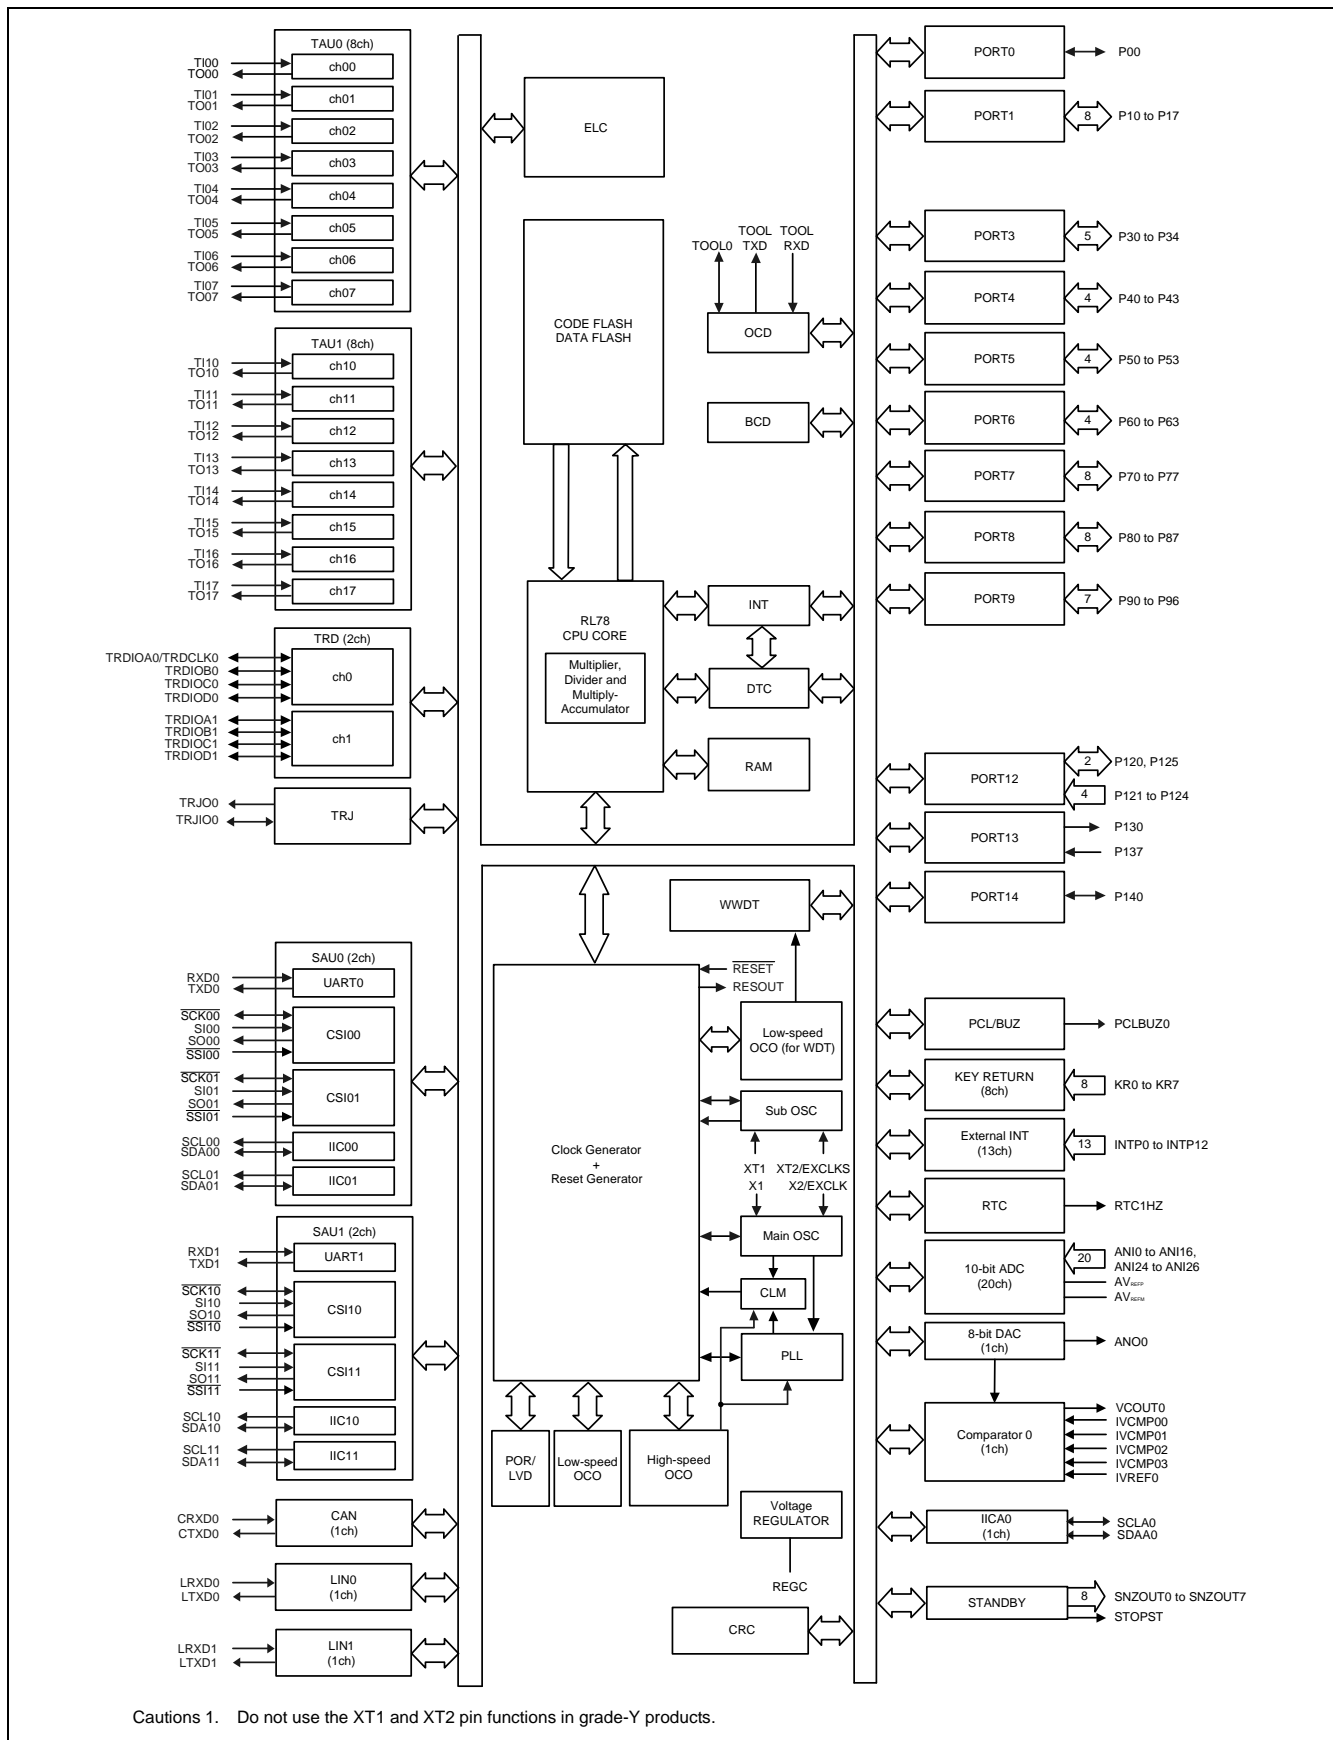 TAU0 (8ch)
TI00
TO00
ch00
TI01
TO01
ch01
TI02
TO02
ch02
TI03
TO03
ch03
TI04
TO04
ch04
TI05
TO05
ch05
TI06
TO06
ch06
TI07
TO07
ch07
TAU1 (8ch)
TI10
TO10
ch10
TI11
TO11
ch11
TI12
TO12
ch12
TI13
TO13
ch13
TI14
TO14
ch14
TI15
TO15
ch15
TI16
TO16
ch16
TI17
TO17
ch17
TRD (2ch)
TRDIOA0/TRDCLK0
TRDIOB0
TRDIOC0
TRDIOD0
ch0
TRDIOA1
TRDIOB1
TRDIOC1
TRDIOD1
ch1
TRJO0
TRJIO0
TRJ
SAU0 (2ch)
RXD0
TXD0
UART0
SCK00
SI00
SO00
SSI00
CSI00
SCK01
SI01
SO01
SSI01
CSI01
SCL00
SDA00
IIC00
SCL01
SDA01
IIC01
SAU1 (2ch)
RXD1
TXD1
UART1
SCK10
SI10
SO10
SSI10
CSI10
SCK11
SI11
SO11
SSI11
CSI11
SCL10
SDA10
IIC10
SCL11
SDA11
IIC11
CRXD0
CTXD0
CAN
(1ch)
LRXD0
LTXD0
LIN0
(1ch)
LRXD1
LTXD1
LIN1
(1ch)
ELC
CODE FLASH
DATA FLASH
TOOL0
TOOL
TXD
TOOL
RXD
OCD
BCD
RL78
CPU CORE
Multiplier,
Divider and
Multiply-
Accumulator
INT
DTC
RAM
WWDT
RESET
RESOUT
Low-speed
OCO (for WDT)
Clock Generator
+
Reset Generator
Sub OSC
XT1
X1
XT2/EXCLKS
X2/EXCLK
Main OSC
CLM
PLL
POR/
LVD
Low-speed
OCO
High-speed
OCO
Voltage
REGULATOR
REGC
CRC
PORT0
P00
PORT1
8
P10 to P17
PORT3
5
P30 to P34
PORT4
4
P40 to P43
PORT5
4
P50 to P53
PORT6
4
P60 to P63
PORT7
8
P70 to P77
PORT8
8
P80 to P87
PORT9
7
P90 to P96
PORT12
2
P120, P125
4
P121 to P124
PORT13
P130
P137
PORT14
P140
PCL/BUZ
PCLBUZ0
KEY RETURN
(8ch)
8
KR0 to KR7
External INT
(13ch)
13
INTP0 to INTP12
RTC
RTC1HZ
10-bit ADC
(20ch)
20
ANI0 to ANI16,
ANI24 to ANI26
AVREFP
AVREFM
8-bit DAC
(1ch)
ANO0
Comparator 0
(1ch)
VCOUT0
IVCMP00
IVCMP01
IVCMP02
IVCMP03
IVREF0
IICA0
(1ch)
SCLA0
SDAA0
STANDBY
8
SNZOUT0 to SNZOUT7
STOPST
Cautions 1. Do not use the XT1 and XT2 pin functions in grade-Y products.